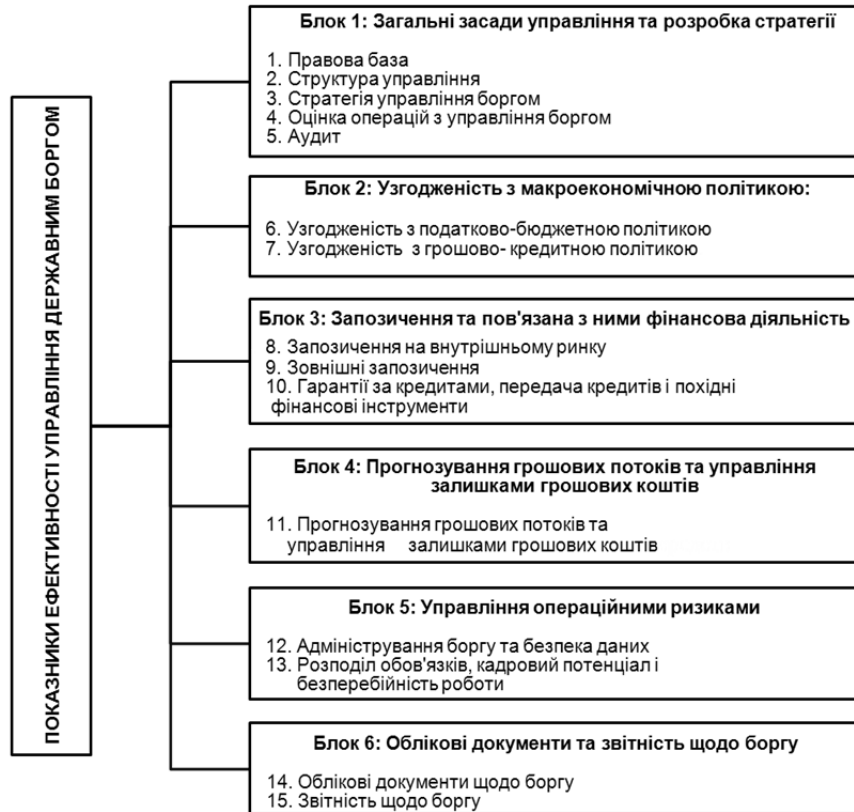 ПОКАЗНИКИ ЕФЕКТИВНОСТІ УПРАВЛІННЯ ДЕРЖАВНИМ БОРГОМ
Блок 1: Загальні засади управління та розробка стратегії
1. Правова база
2. Структура управління
3. Стратегія управління боргом
4. Оцінка операцій з управління боргом
5. Аудит
Блок 2: Узгодженість з макроекономічною політикою:
6. Узгодженість з податково-бюджетною політикою
7. Узгодженість з грошово- кредитною політикою
Блок 3: Запозичення та пов'язана з ними фінансова діяльність
8. Запозичення на внутрішньому ринку
9. Зовнішні запозичення
10. Гарантії за кредитами, передача кредитів і похідні
фінансові інструменти
Блок 4: Прогнозування грошових потоків та управління
залишками грошових коштів
11. Прогнозування грошових потоків та
управління залишками грошових коштів
Блок 5: Управління операційними ризиками
12. Адміністрування боргу та безпека даних
13. Розподіл обов'язків, кадровий потенціал і
безперебійність роботи
Блок 6: Облікові документи та звітність щодо боргу
14. Облікові документи щодо боргу
15. Звітність щодо боргу